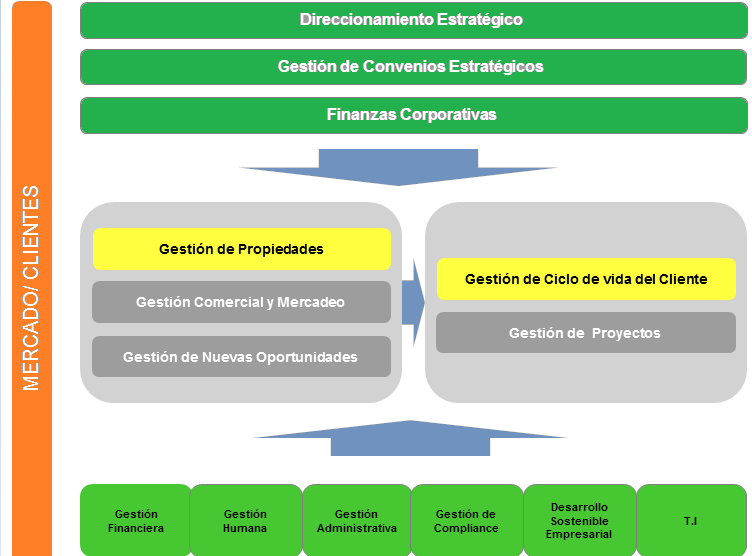 MERCADO/ CLIENTES
Direccionamiento Estratégico
Gestión de Convenios Estratégicos
Finanzas Corporativas
Gestión de Propiedades
Gestión Comercial y Mercadeo
Gestión de Nuevas Oportunidades
Gestión de Ciclo de vida del Cliente
Gestión de Proyectos
Gestión
Financiera
Gestión
Humana
Gestión
Administrativa
Gestión de
Compliance
Desarrollo
Sostenible
Empresarial
T.I